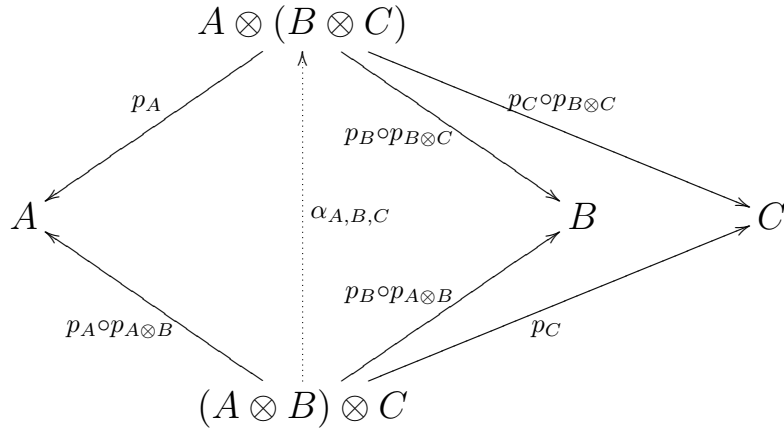 A ⊗ (B ⊗ C)
p_A
p_C∘p_{B⊗C}
p_B∘p_{B⊗C}
A
α_{A,B,C}
B
C
p_B∘p_{A⊗B}
p_A∘p_{A⊗B}
p_C
(A ⊗ B) ⊗ C